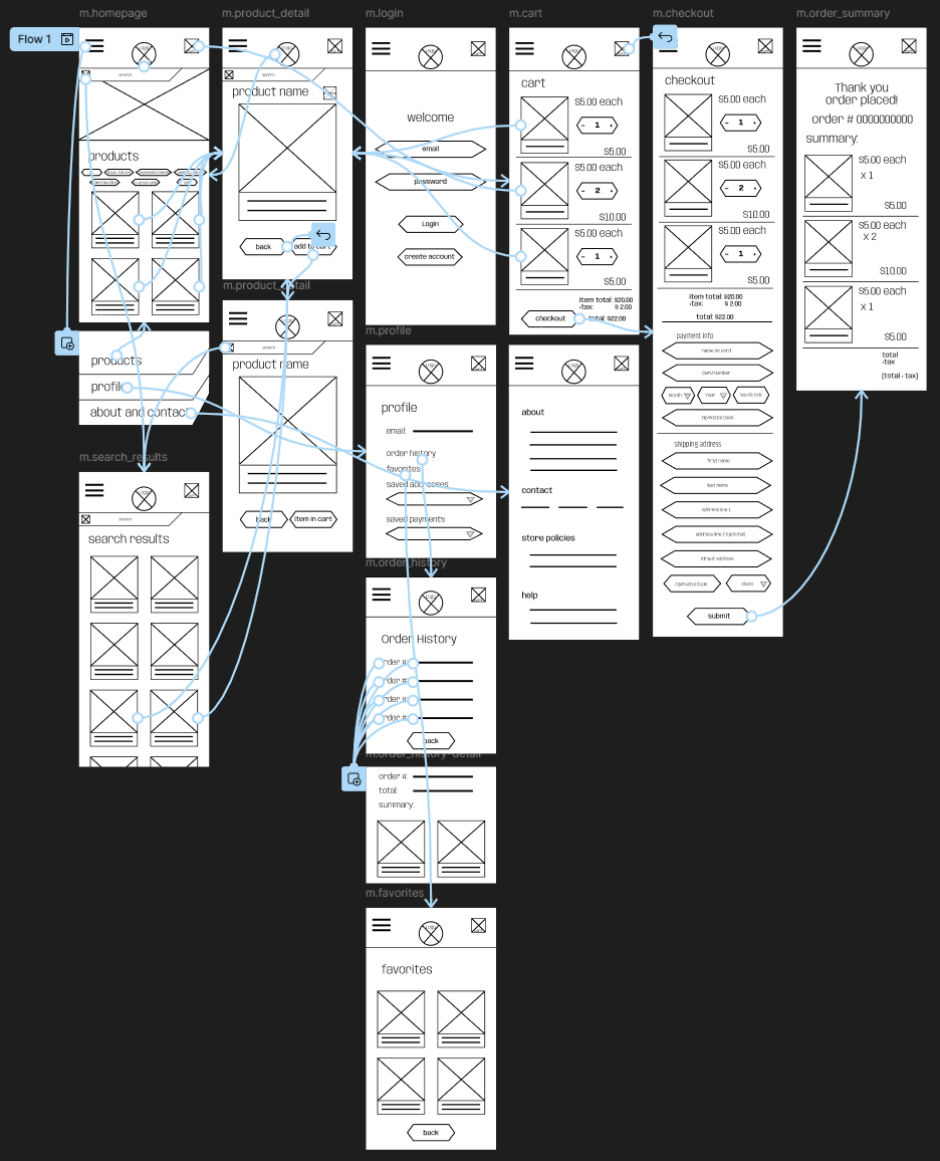 m.homepage
m.product_detail
m.login
m.cart
m.checkout
m.order_summary
Flow 1
search
products
products
profile
about and contact
m.search_results
search
search results
search
product name
back
add to cart
m.product_detail
search
product name
back
item in cart
welcome
email
password
Login
create account
m.profile
profile
email
order history
favorites
saved addresses
saved payments
m.order_history
Order History
order #:
order #:
order #:
order #:
back
m.order_history-detail
order #:
total:
summary:
m.favorites
favorites
back
cart
$5.00 each
- 1 -
$5.00
$5.00 each
- 2 -
$10.00
$5.00 each
- 1 -
$5.00
item total: $20.00
-tax: $ 2.00
checkout
total: $22.00
about
contact
store policies
help
checkout
$5.00 each
- 1 -
$5.00
$5.00 each
- 2 -
$10.00
$5.00 each
- 1 -
$5.00
item total $20.00
-tax: $ 2.00
total: $22.00
payment info
name on card
Card Number
Month
Year
zip/postal code
shipping address
first name
last name
address line 1
address line 2 (optional)
email address
state
submit
Thank you
order placed!
order # 0000000000
summary:
$5.00 each
x 1
$5.00
$5.00 each
x 2
$10.00
$5.00 each
x 1
$5.00
total
-tax
(total - tax)